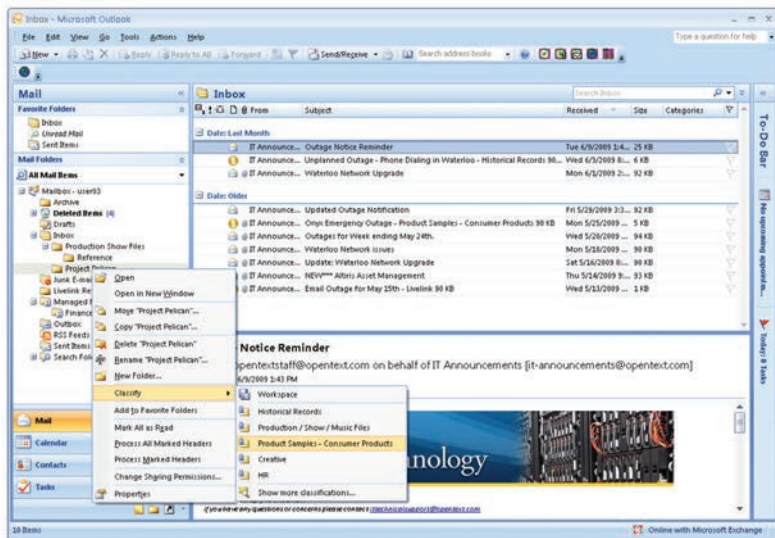 Inbox - Microsoft Outlook
File Edit View Go Tools Actions Help
Type a question for help
New Reply Reply to All Forward Send/Receive Search address books
Mail
Favorite Folders
Inbox
Unread Mail
Sent Items
Mail Folders
All Mail Items
Mailbox - user03
Archive
Deleted Items (4)
Drafts
Inbox
Production Show Files
Reference
Project Pelican
Junk E-mai
Livelink Re
Managed F
Finance
Outbox
RSS Feeds
Sent Items
Search Fol
Mail
Calendar
Contacts
Tasks
Open
Open in New Window
Move "Project Pelican"...
Copy "Project Pelican"...
Delete "Project Pelican"
Rename "Project Pelican"...
New Folder...
Classify
Add to Favorite Folders
Mark All as Read
Process All Marked Headers
Process Marked Headers
Change Sharing Permissions...
Properties
Workspace
Historical Records
Production / Show / Music Files
Product Samples - Consumer Products
Creative
HR
Show more classifications...
Inbox
Search Inbox
From Subject Received Size Categories
Date: Last Month
IT Announce... Outage Notice Reminder Tue 6/9/2009 1:4... 25 KB
IT Announce... Unplanned Outage - Phone Dialing in Waterloo - Historical Records 90... Wed 6/3/2009 8:... 6 KB
IT Announce... Waterloo Network Upgrade Mon 6/1/2009 2:... 92 KB
Date: Older
IT Announce... Updated Outage Notification Fri 5/29/2009 3:3... 92 KB
IT Announce... Onyx Emergency Outage - Product Samples - Consumer Products 90 KB Mon 5/25/2009 ... 5 KB
IT Announce... Outages for Week ending May 24th. Wed 5/20/2009 ... 94 KB
IT Announce... Waterloo Network issues Mon 5/18/2009 ... 90 KB
IT Announce... Update: Waterloo Network Upgrade Sat 5/16/2009 8:... 90 KB
IT Announce... NEW*** Altiris Asset Management Thu 5/14/2009 9:... 93 KB
IT Announce... Email Outage for May 15th - Livelink 90 KB Wed 5/13/2009 ... 1 KB
Notice Reminder
opentextstaff@opentext.com on behalf of IT Announcements [it-announcements@opentext.com]
6/9/2009 1:43 PM
nology
If you have any questions or concerns please contact itechnicalsupport@opentext.com
To-Do Bar
No upcoming appointm...
Today: 0 Tasks
10 Items
Online with Microsoft Exchange